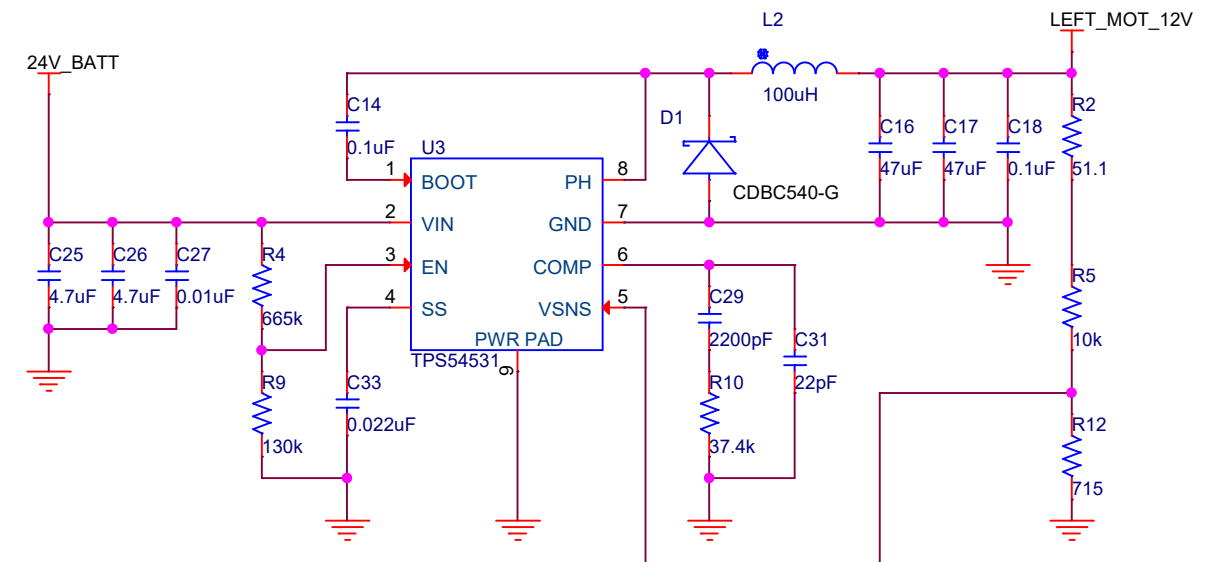 L2
LEFT_MOT_12V
24V_BATT
100uH
C14
0.1uF
D1
CDBC540-G
C16
47uF
C17
47uF
C18
0.1uF
R2
51.1
U3
1
BOOT
PH
8
2
VIN
GND
7
3
EN
COMP
6
4
SS
VSNS
5
PWR PAD
TPS54531
9
C25
4.7uF
C26
4.7uF
C27
0.01uF
R4
665k
R9
130k
C33
0.022uF
C29
2200pF
C31
22pF
R10
37.4k
R5
10k
R12
715